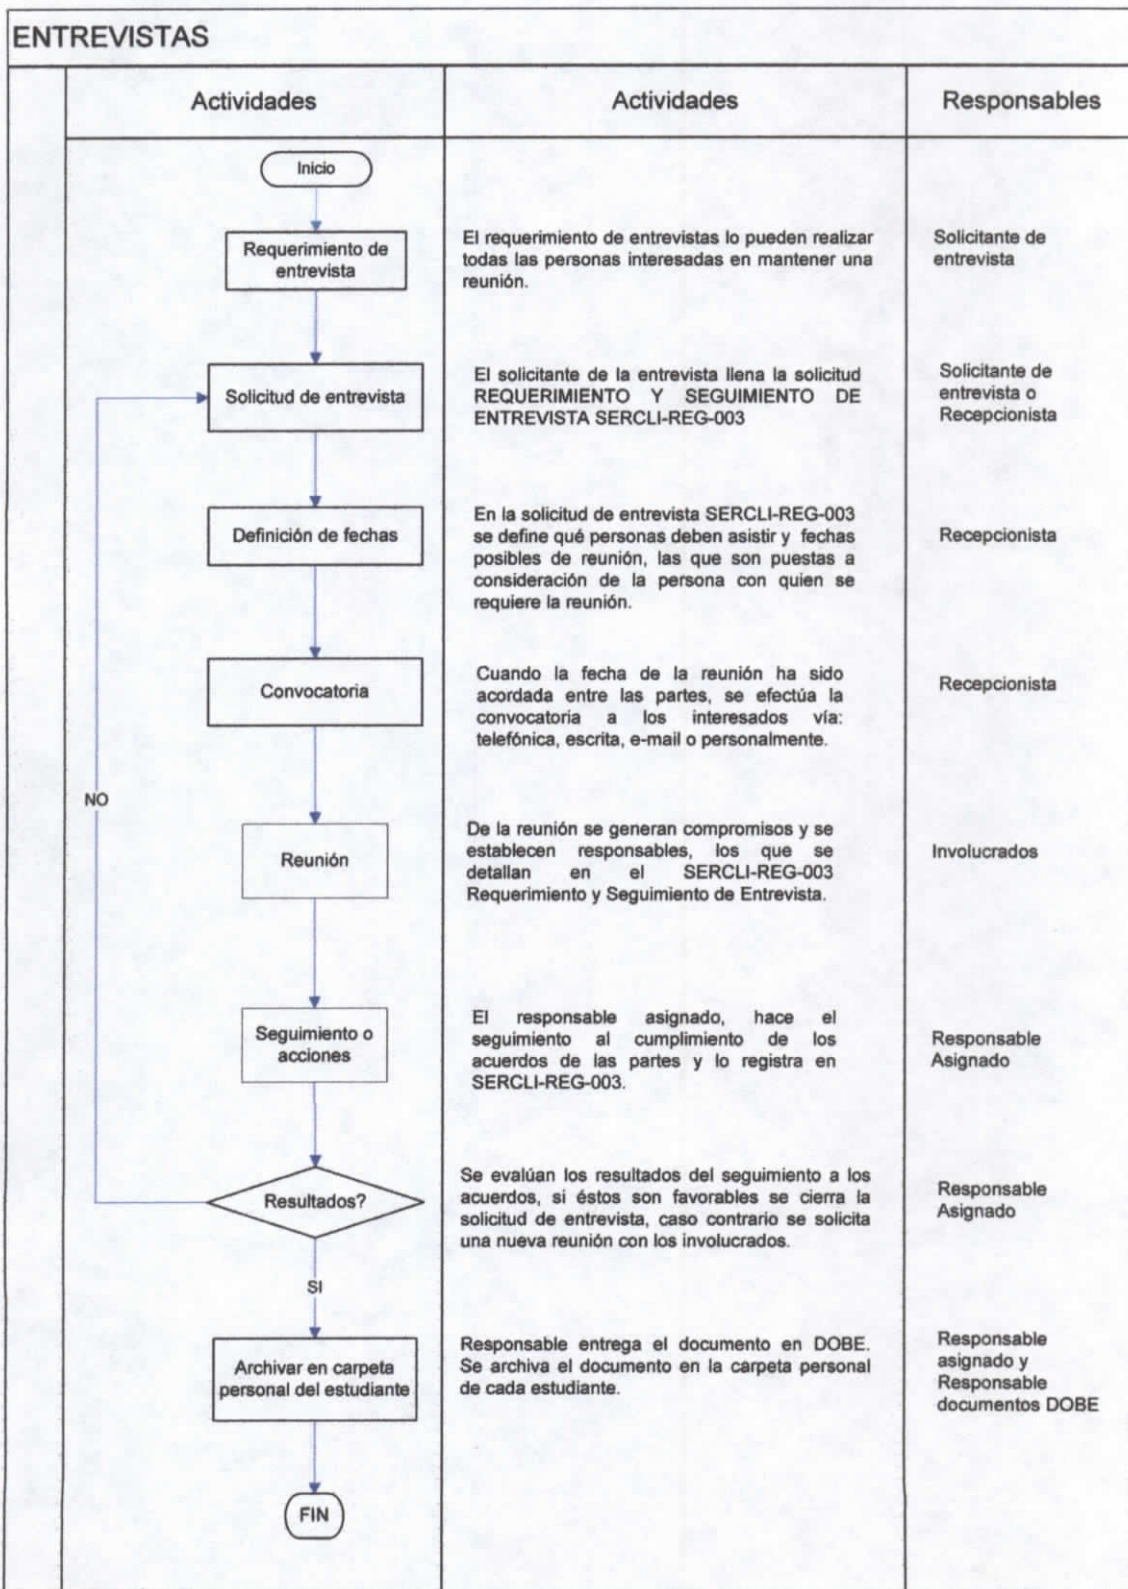 ENTREVISTAS
Actividades
Actividades
Responsables
Inicio
Requerimiento de
entrevista
El requerimiento de entrevistas lo pueden realizar
todas las personas interesadas en mantener una
reunión.
Solicitante de
entrevista
Solicitud de entrevista
El solicitante de la entrevista llena la solicitud
REQUERIMIENTO Y SEGUIMIENTO DE
ENTREVISTA SERCLI-REG-003
Solicitante de
entrevista o
Recepcionista
Definición de fechas
En la solicitud de entrevista SERCLI-REG-003
se define qué personas deben asistir y fechas
posibles de reunión, las que son puestas a
consideración de la persona con quien se
requiere la reunión.
Recepcionista
Convocatoria
Cuando la fecha de la reunión ha sido
acordada entre las partes, se efectúa la
convocatoria a los interesados vía:
telefónica, escrita, e-mail o personalmente.
Recepcionista
NO
Reunión
De la reunión se generan compromisos y se
establecen responsables, los que se
detallan en el SERCLI-REG-003
Requerimiento y Seguimiento de Entrevista.
Involucrados
Seguimiento o
acciones
El responsable asignado, hace el
seguimiento al cumplimiento de los
acuerdos de las partes y lo registra en
SERCLI-REG-003.
Responsable
Asignado
Resultados?
Se evalúan los resultados del seguimiento a los
acuerdos, si éstos son favorables se cierra la
solicitud de entrevista, caso contrario se solicita
una nueva reunión con los involucrados.
Responsable
Asignado
SI
Archivar en carpeta
personal del estudiante
Responsable entrega el documento en DOBE.
Se archiva el documento en la carpeta personal
de cada estudiante.
Responsable
asignado y
Responsable
documentos DOBE
FIN